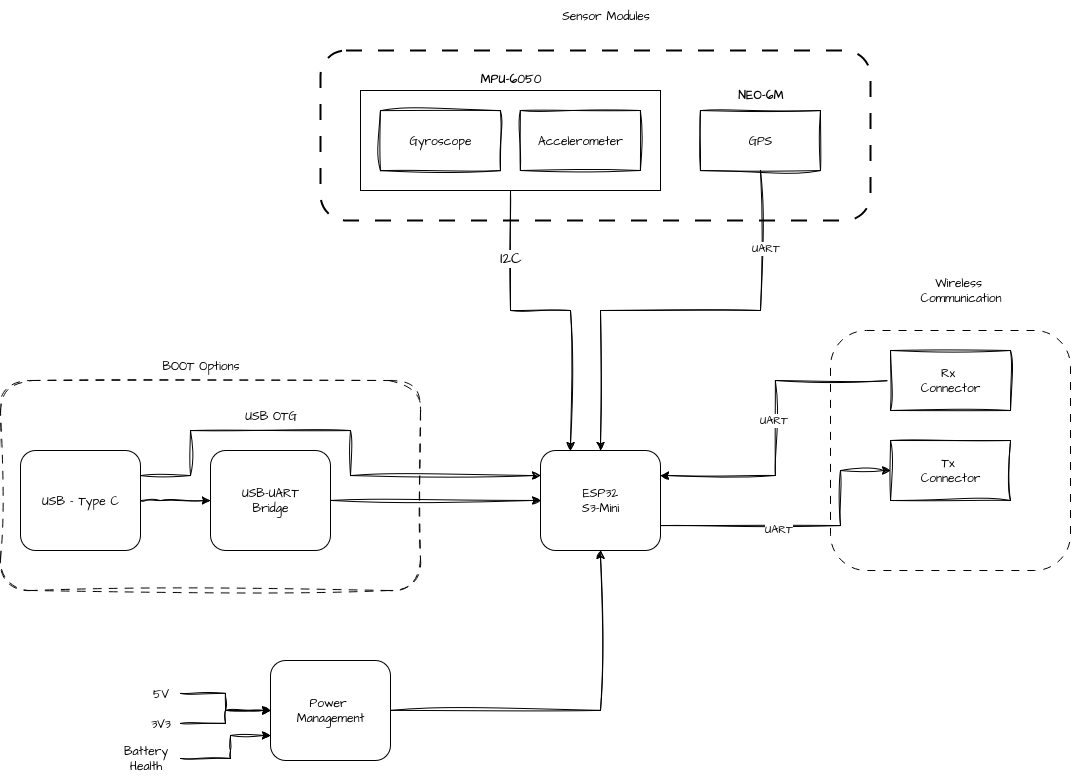 Sensor Modules
MPU-6050
NEO-6M
Gyroscope
Accelerometer
GPS
I2C
UART
Wireless
Communication
BOOT Options
USB OTG
USB - Type C
USB-UART
Bridge
ESP32
S3-Mini
UART
Rx
Connector
Tx
Connector
UART
5V
3V3
Battery
Health
Power
Management